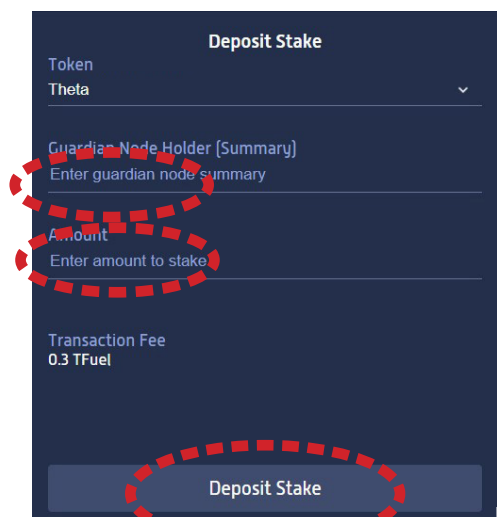 Deposit Stake
Token
Theta
Guardian Node Holder (Summary)
Enter guardian node summary
Amount
Enter amount to stake
Transaction Fee
0.3 TFuel
Deposit Stake